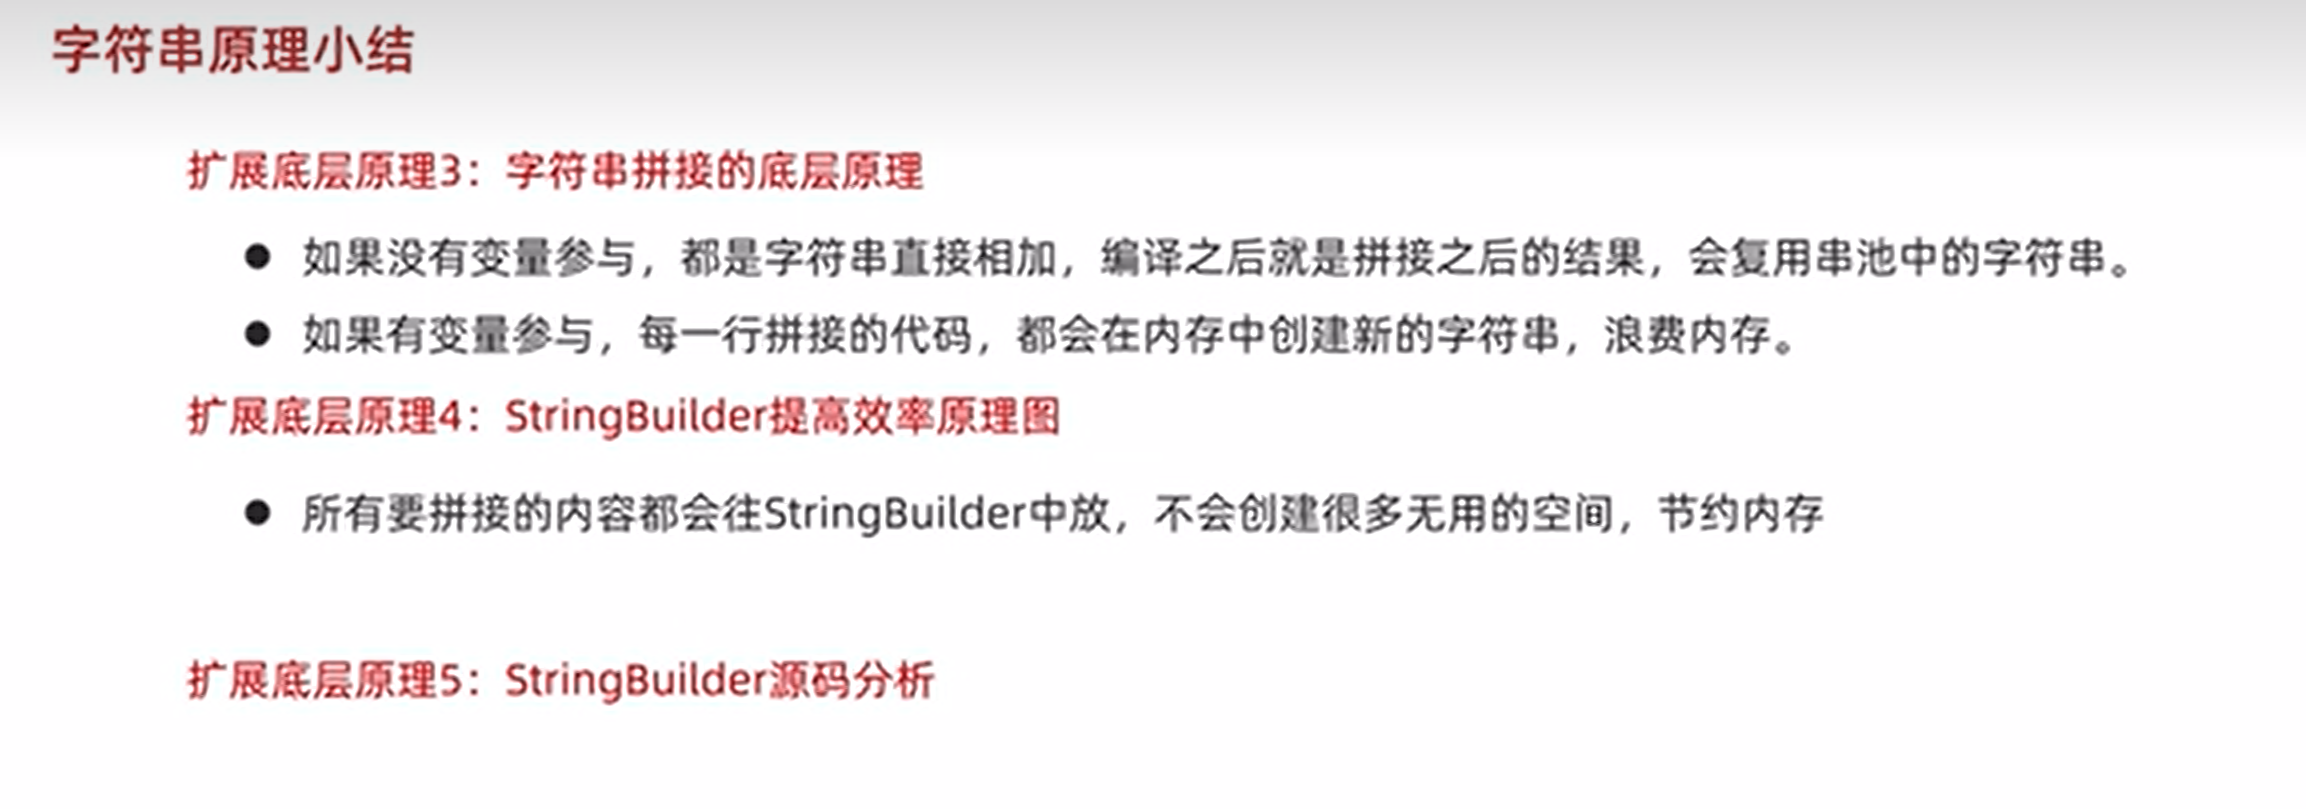 字符串原理小结
扩展底层原理3：字符串拼接的底层原理
● 如果没有变量参与，都是字符串直接相加，编译之后就是拼接之后的结果，会复用串池中的字符串。
● 如果有变量参与，每一行拼接的代码，都会在内存中创建新的字符串，浪费内存。
扩展底层原理4：StringBuilder提高效率原理图
● 所有要拼接的内容都会往StringBuilder中放，不会创建很多无用的空间，节约内存
扩展底层原理5：StringBuilder源码分析